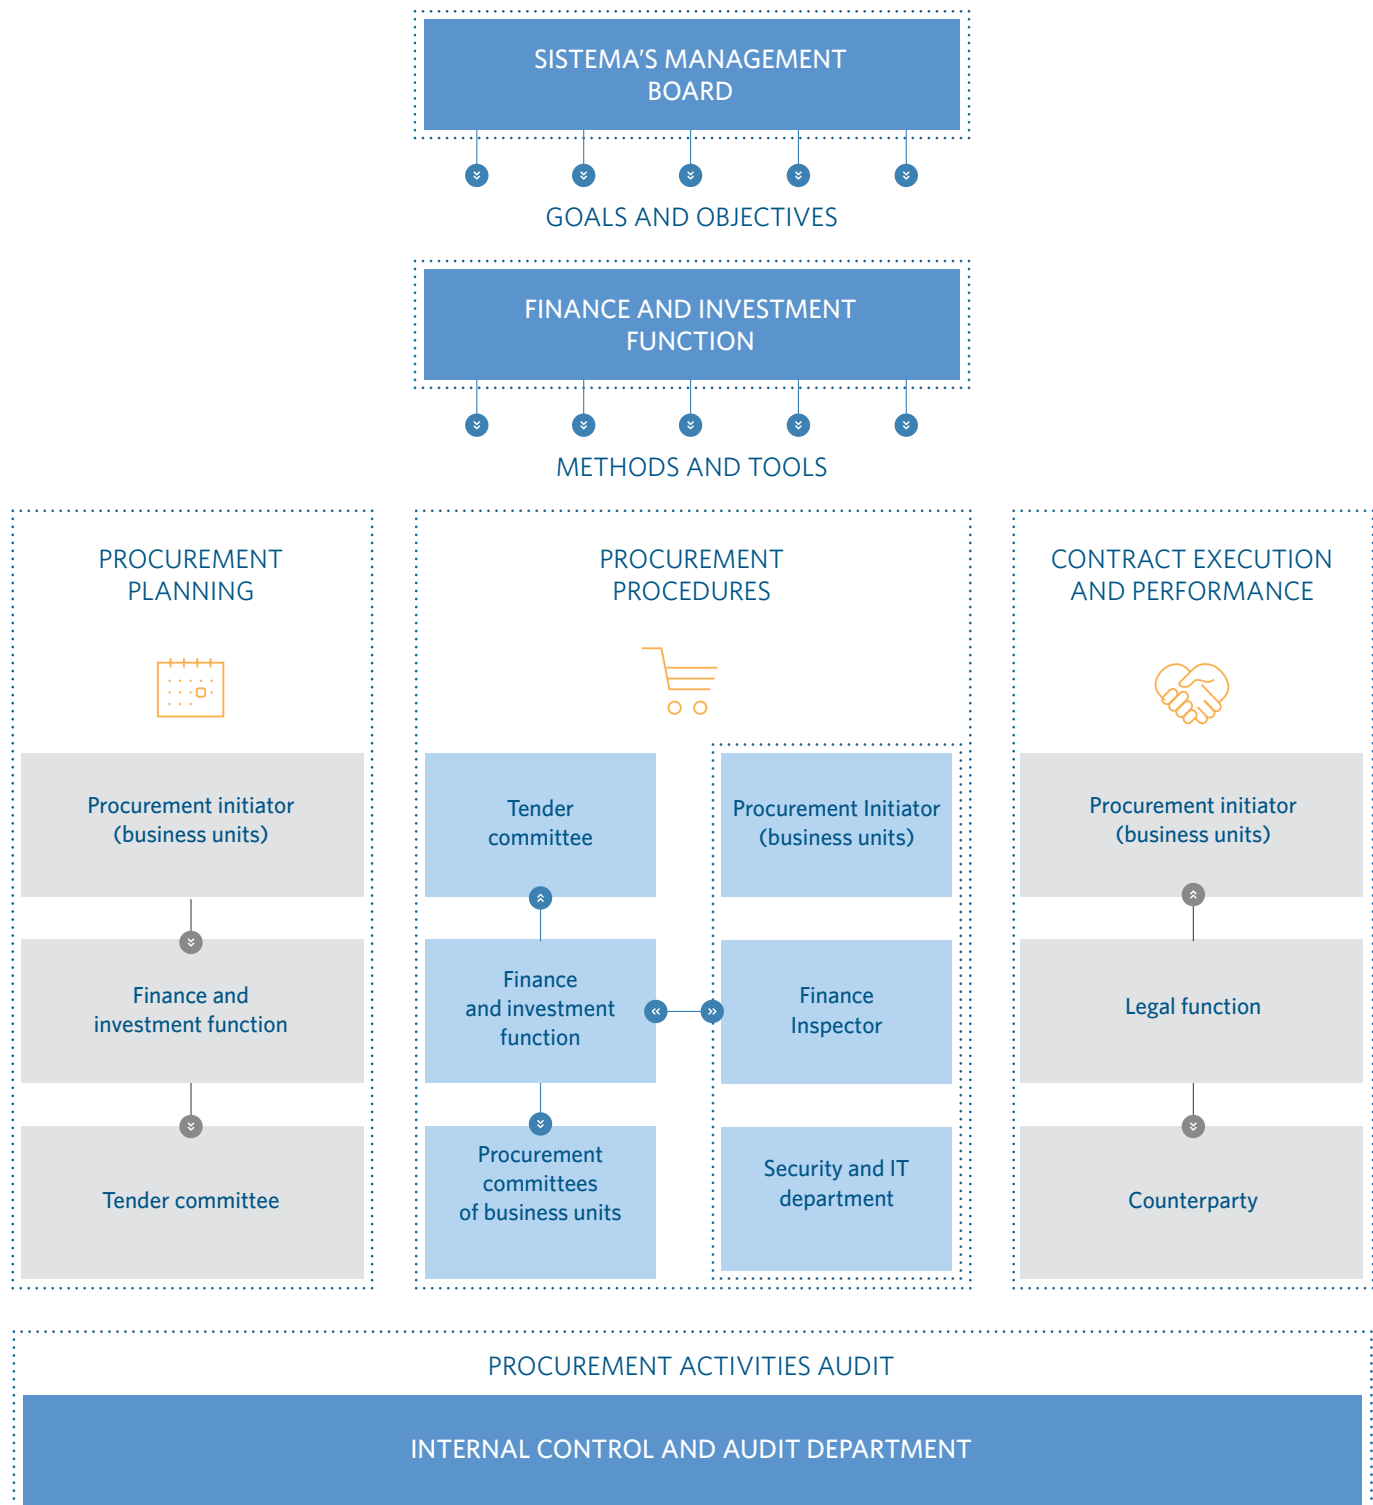 SISTEMA'S MANAGEMENT
BOARD
GOALS AND OBJECTIVES
FINANCE AND INVESTMENT
FUNCTION
METHODS AND TOOLS
PROCUREMENT
PLANNING
Procurement initiator
(business units)
Finance and
investment function
Tender committee
PROCUREMENT
PROCEDURES
Tender
committee
Finance
and investment
function
Procurement
committees
of business units
Procurement Initiator
(business units)
Finance
Inspector
Security and IT
department
CONTRACT EXECUTION
AND PERFORMANCE
Procurement initiator
(business units)
Legal function
Counterparty
PROCUREMENT ACTIVITIES AUDIT
INTERNAL CONTROL AND AUDIT DEPARTMENT